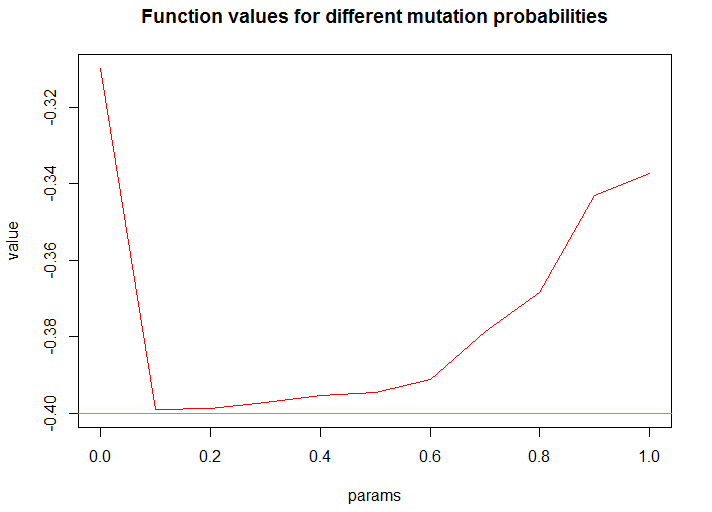 Function values for different mutation probabilities
value
-0.32
-0.34
-0.36
-0.38
-0.40
0.0 0.2 0.4 0.6 0.8 1.0
params